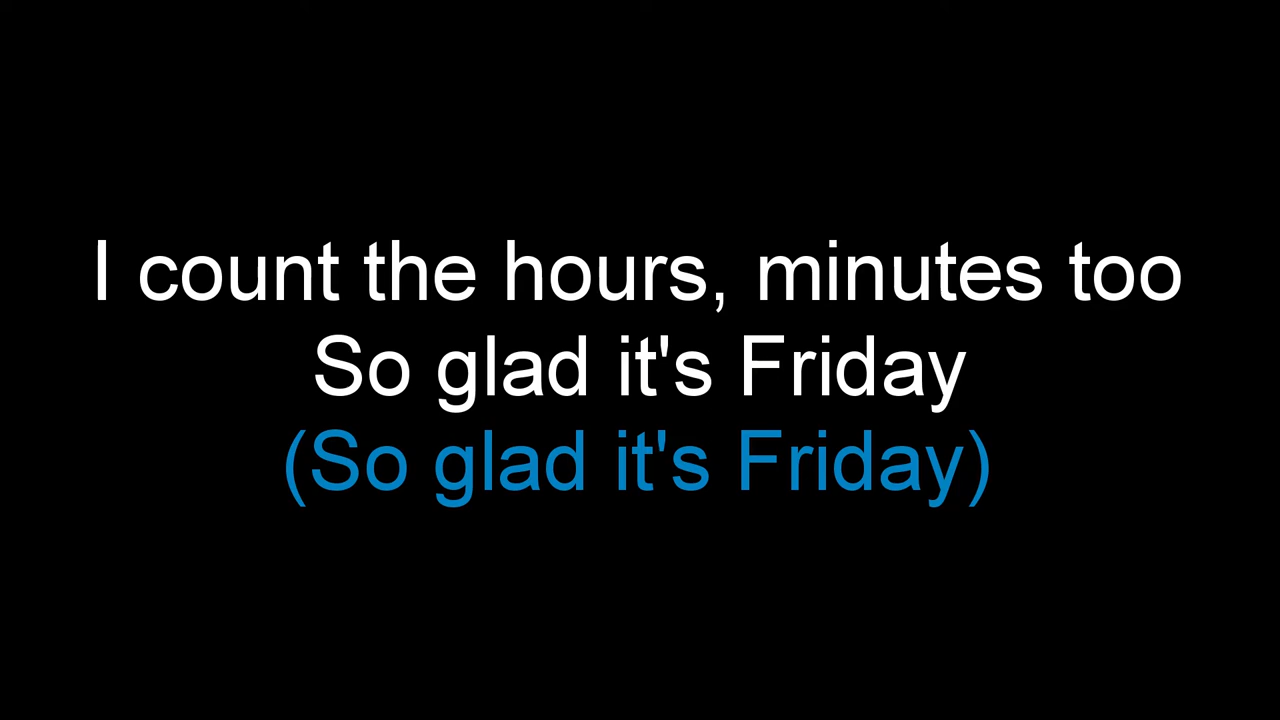 I count the hours, minutes too
So glad it's Friday
(So glad it's Friday)